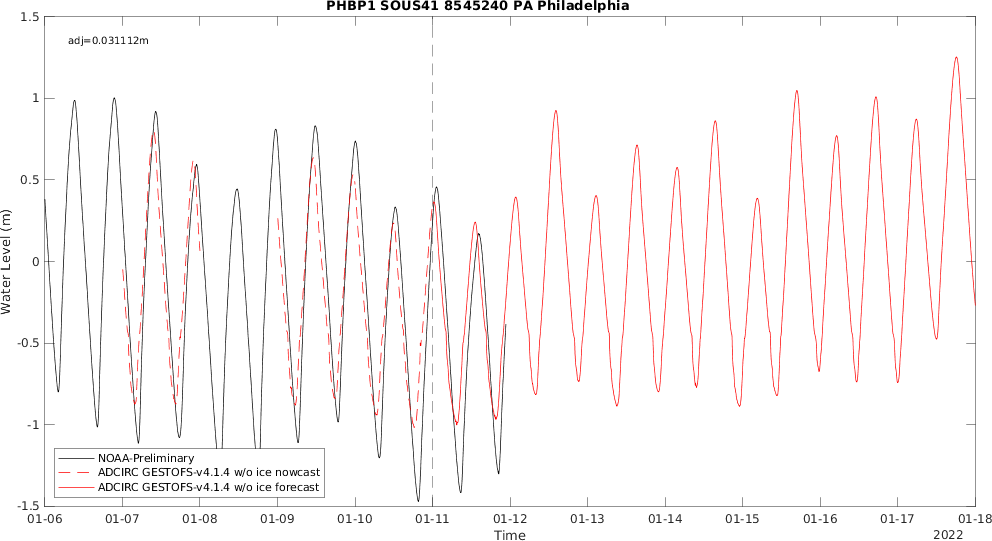 PHBP1 SOUS41 8545240 PA Philadelphia
adj=0.031112m
1.5
1
0.5
0
-0.5
-1
-1.5
Water Level (m)
NOAA-Preliminary
ADCIRC GESTOFS-v4.1.4 w/o ice nowcast
ADCIRC GESTOFS-v4.1.4 w/o ice forecast
01-06 01-07 01-08 01-09 01-10 01-11 01-12 01-13 01-14 01-15 01-16 01-17 01-18
Time
2022